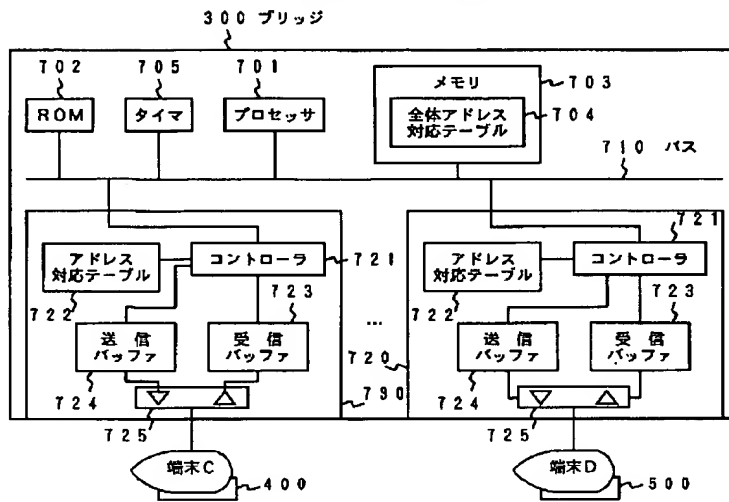 300 ブリッジ
702
705
701
メモリ
703
ROM
タイマ
プロセッサ
全体アドレス
対応テーブル
704
710 バス
アドレス
対応テーブル
コントローラ
721
722
723
送信
バッファ
受信
バッファ
724
725
790
...
720
721
アドレス
対応テーブル
コントローラ
722
723
送信
バッファ
受信
バッファ
724
725
端末C
400
端末D
500